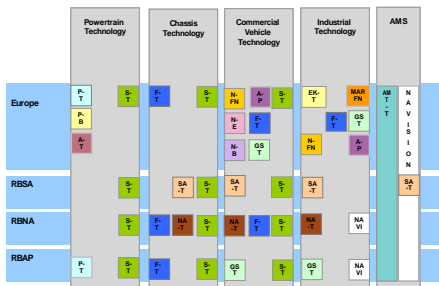 Powertrain
Technology
Chassis
Technology
Commercial
Vehicle
Technology
Industrial
Technology
AMS
Europe
P-
T
S-
T
F-
T
S-
T
N-
FN
A-
P
S-
T
EK-
T
MAR
FN
AM
T-
T
N
A
V
I
S
I
O
N
P-
B
N-
E
F-
T
F-
T
GS
T
A-
T
N-
B
GS
T
N-
FN
A-
P
RBSA
S-
T
SA
-T
S-
T
SA
-T
S-
T
SA
-T
SA
-T
RBNA
S-
T
F-
T
NA
-T
S-
T
NA
-T
F-
T
S-
T
NA
-T
NA
VI
RBAP
P-
T
S-
T
F-
T
S-
T
GS
T
S-
T
GS
T
NA
VI